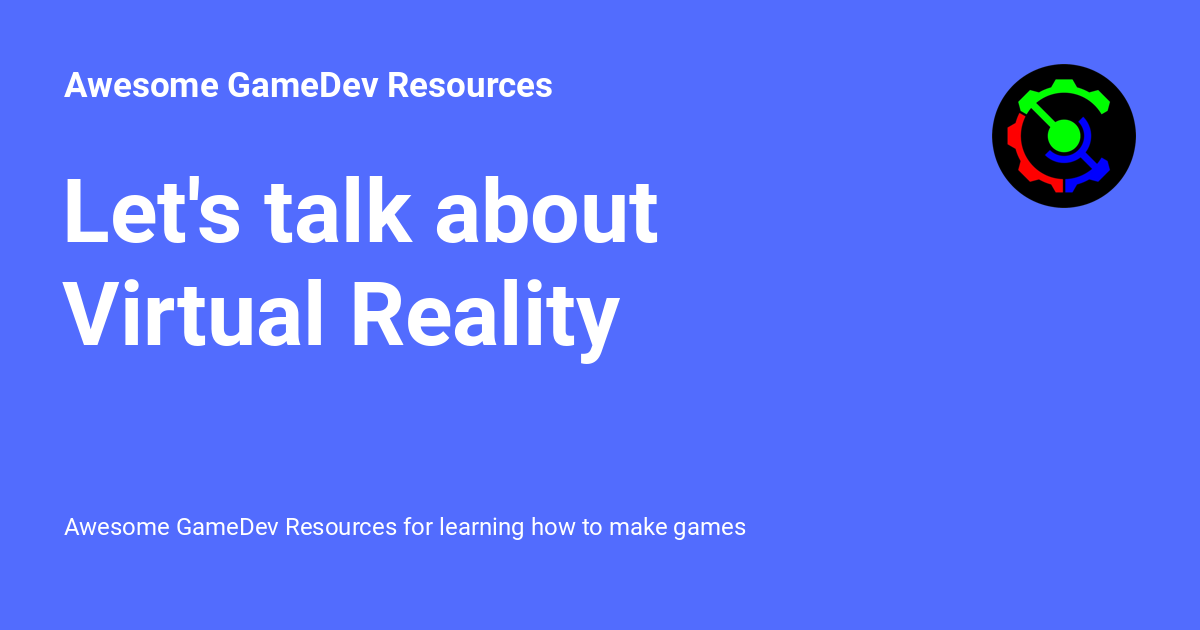 Awesome GameDev Resources
Let's talk about
Virtual Reality
Awesome GameDev Resources for learning how to make games